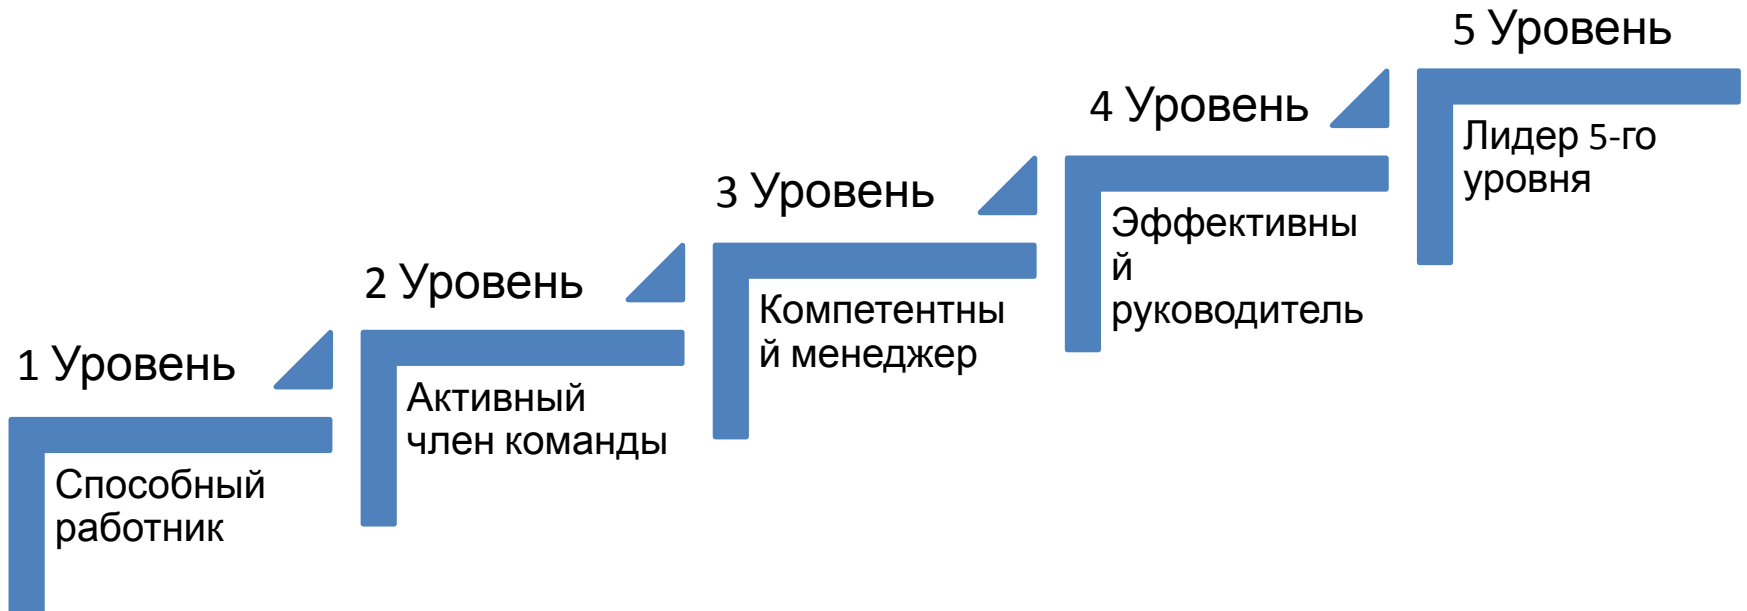 1 Уровень
Способный
работник
2 Уровень
Активный
член команды
3 Уровень
Компетентны
й менеджер
4 Уровень
Эффективны
й
руководитель
5 Уровень
Лидер 5-го
уровня